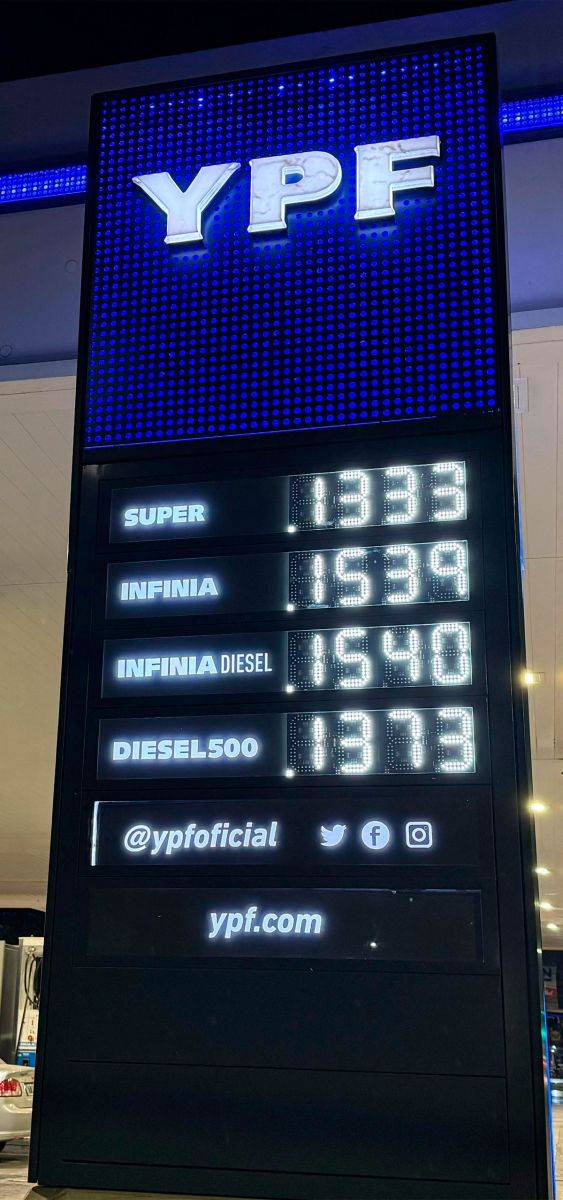 YPF
SUPER 1333
INFINIA 1539
INFINIA DIESEL 1540
DIESEL500 1373
@ypfoficial
ypf.com